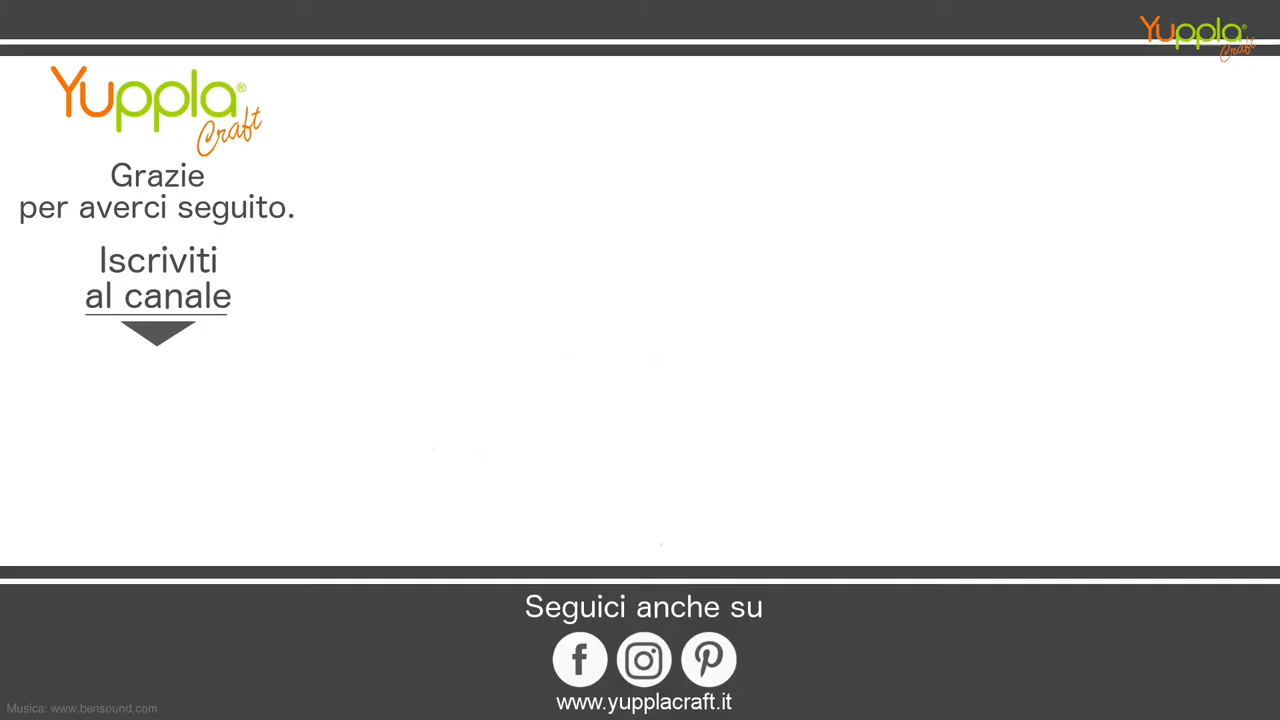 Yuppla®
Craft
Yuppla®
Craft
Grazie
per averci seguito.
Iscriviti
al canale
Seguici anche su
www.yupplacraft.it
Musica: www.bensound.com